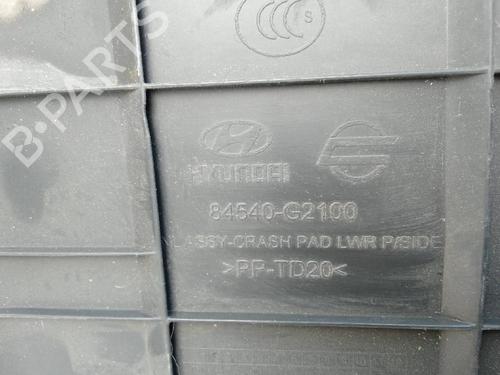 B-PARTS
S
HYUNDAI
84540-G2100
ASSY-CRASH PAD LWR P/SIDE
>PP-TD20<